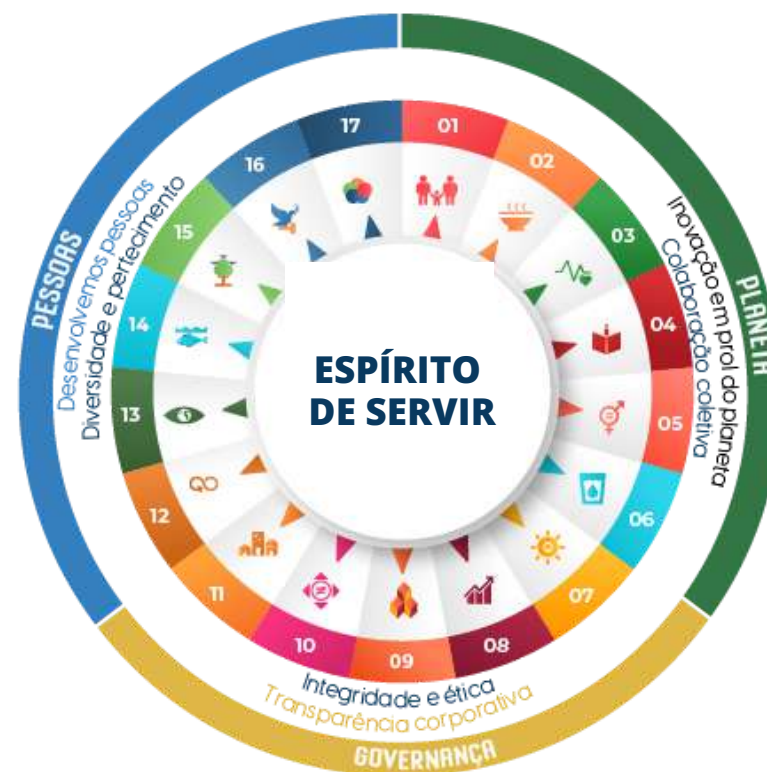 PESSOAS
Desenvolvemos pessoas
Diversidade e pertecimento
PLANETA
Inovação em prol do planeta
Colaboração coletiva
01
02
03
04
05
06
07
08
09
10
11
12
13
14
15
16
17
ESPÍRITO
DE SERVIR
Integridade e ética
Transparência corporativa
GOVERNANÇA